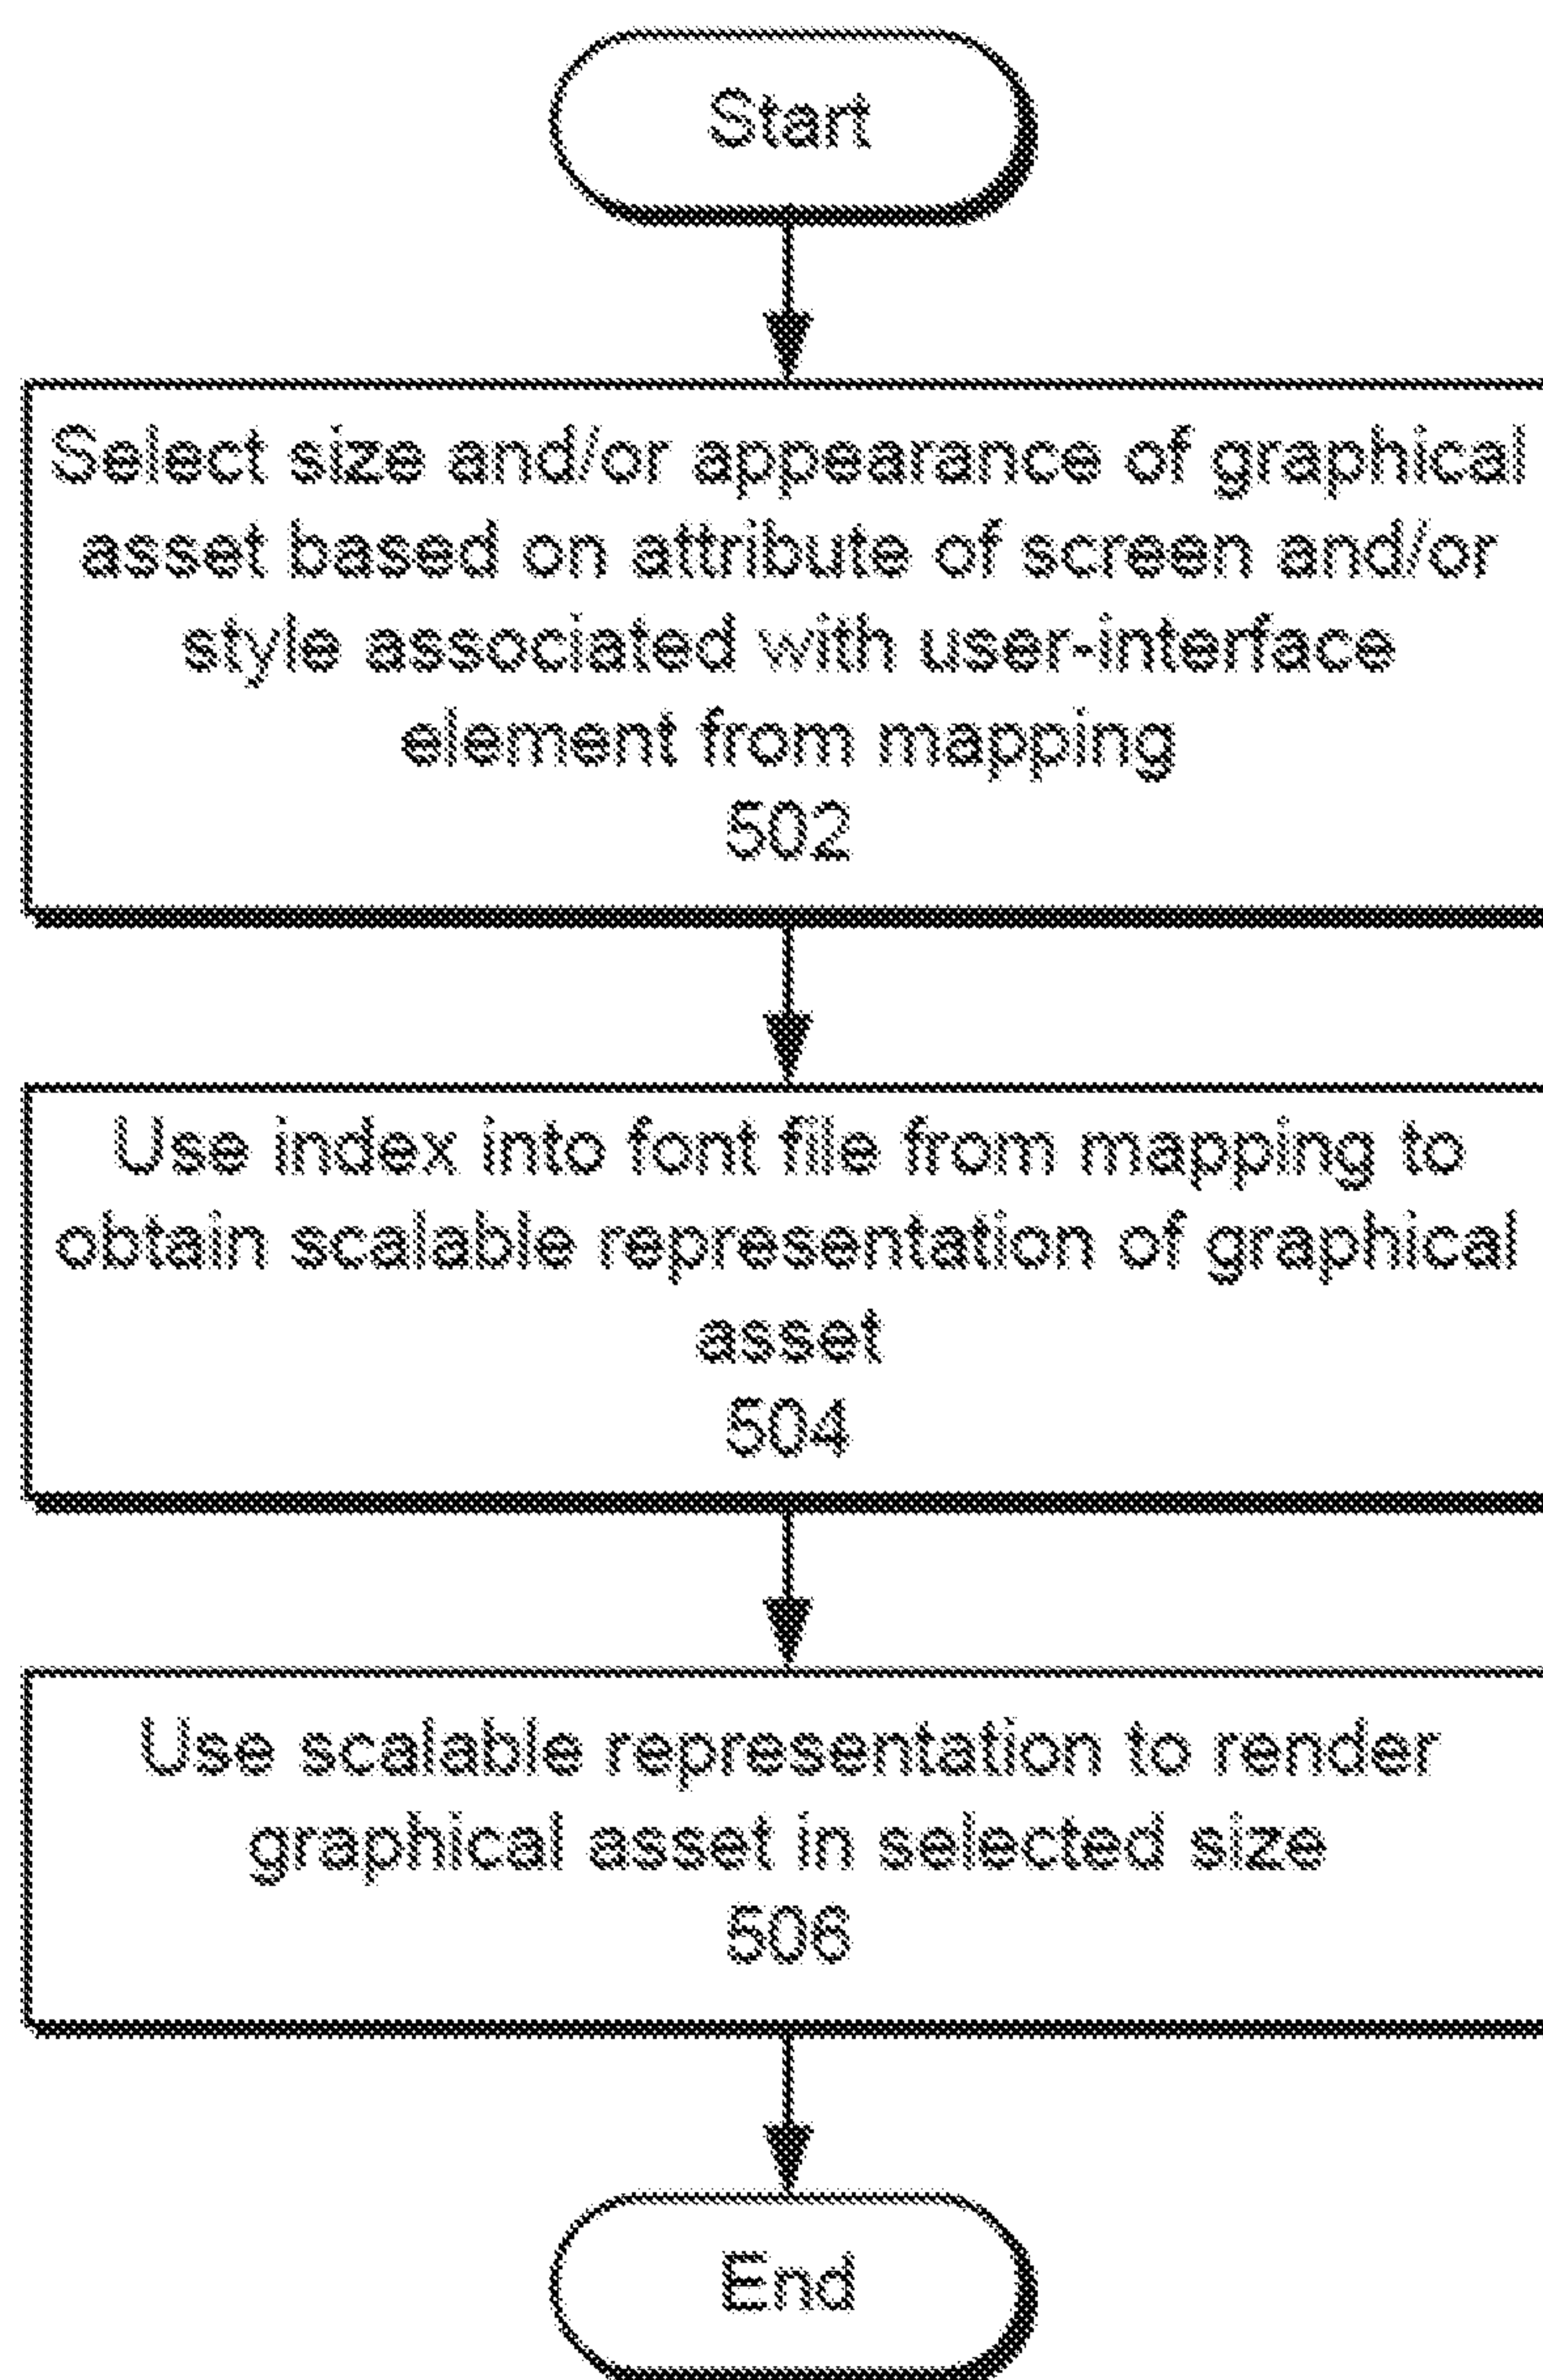 Start
Select size and/or appearance of graphical
asset based on attribute of screen and/or
style associated with user-interface
element from mapping
502
Use index into font file from mapping to
obtain scalable representation of graphical
asset
504
Use scalable representation to render
graphical asset in selected size
506
End